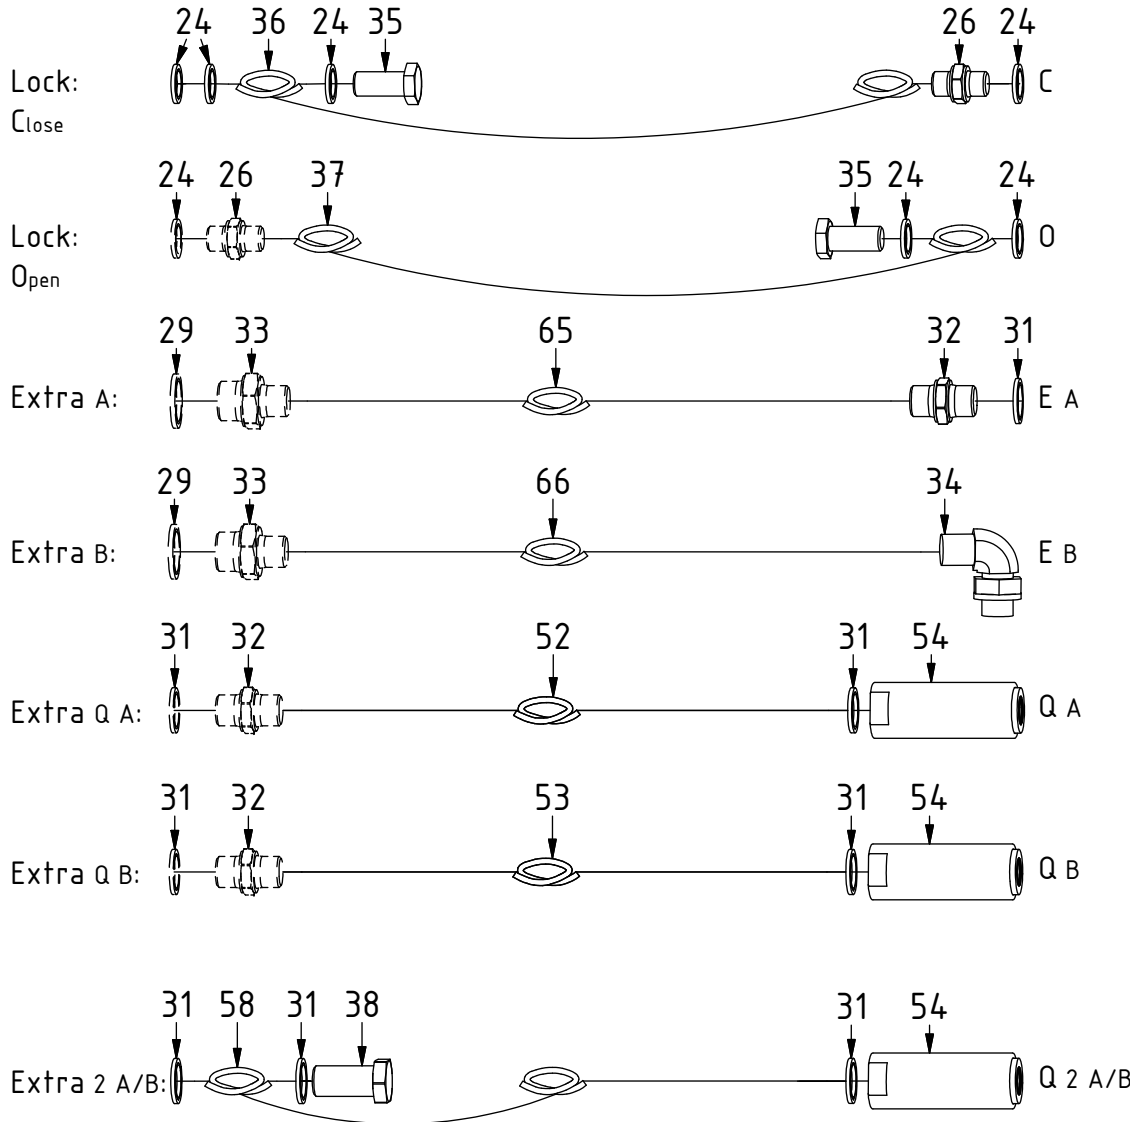 24 36 24 35 26 24
Lock: C
Close
24 26 37 35 24 24
Lock: O
Open
29 33 65 32 31
Extra A: E A
29 33 66 34
Extra B: E B
31 32 52 31 54
Extra Q A: Q A
31 32 53 31 54
Extra Q B: Q B
31 58 31 38 31 54
Extra 2 A/B: Q 2 A/B